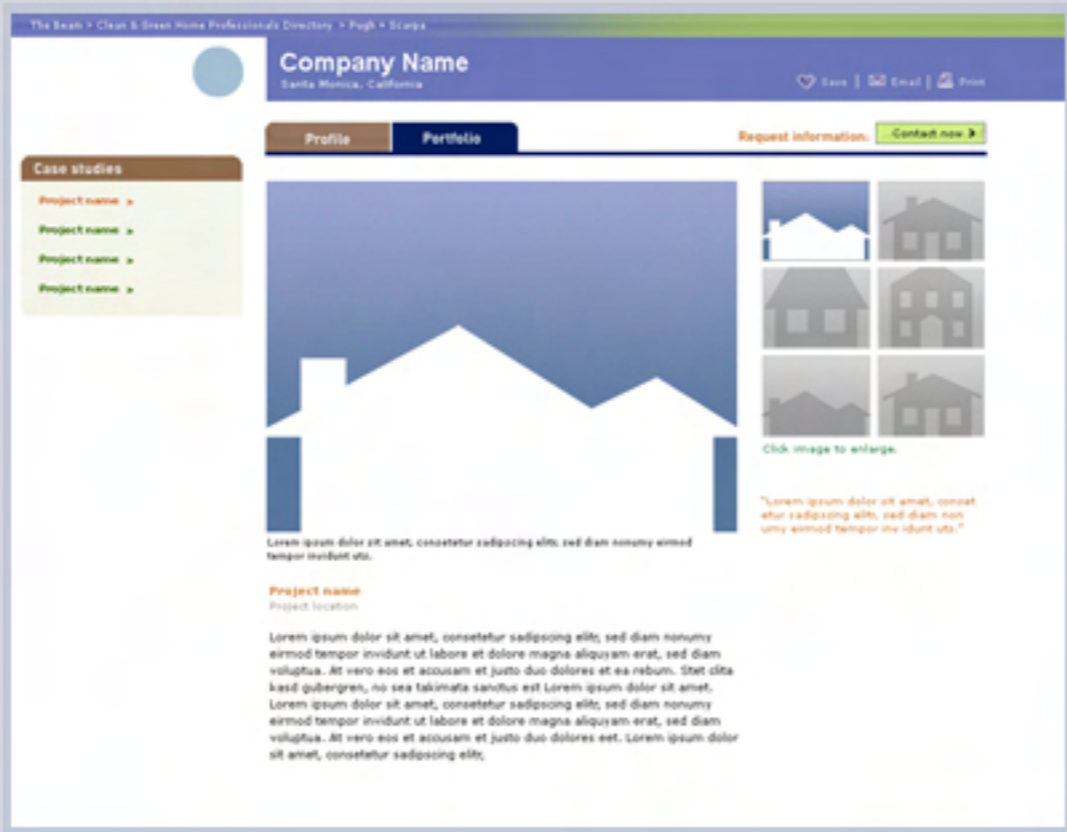 The Beam > Clean & Green Home Professionals Directory > Pugh + Scarpa
Company Name
Santa Monica, California
Save | Email | Print
Profile
Portfolio
Request information:
Contact now
Case studies
Project name
Project name
Project name
Project name
Click image to enlarge.
"Lorem ipsum dolor sit amet, conset
etur sadipscing elitr, sed diam non
umy eirmod tempor inv idunt uts."
Lorem ipsum dolor sit amet, consetetur sadipscing elitr, sed diam nonumy eirmod
tempor invidunt uts.
Project name
Project location
Lorem ipsum dolor sit amet, consetetur sadipscing elitr, sed diam nonumy
eirmod tempor invidunt ut labore et dolore magna aliquyam erat, sed diam
voluptua. At vero eos et accusam et justo duo dolores et ea rebum. Stet clita
kasd gubergren, no sea takimata sanctus est Lorem ipsum dolor sit amet.
Lorem ipsum dolor sit amet, consetetur sadipscing elitr, sed diam nonumy
eirmod tempor invidunt ut labore et dolore magna aliquyam erat, sed diam
voluptua. At vero eos et accusam et justo duo dolores eet. Lorem ipsum dolor
sit amet, consetetur sadipscing elitr,